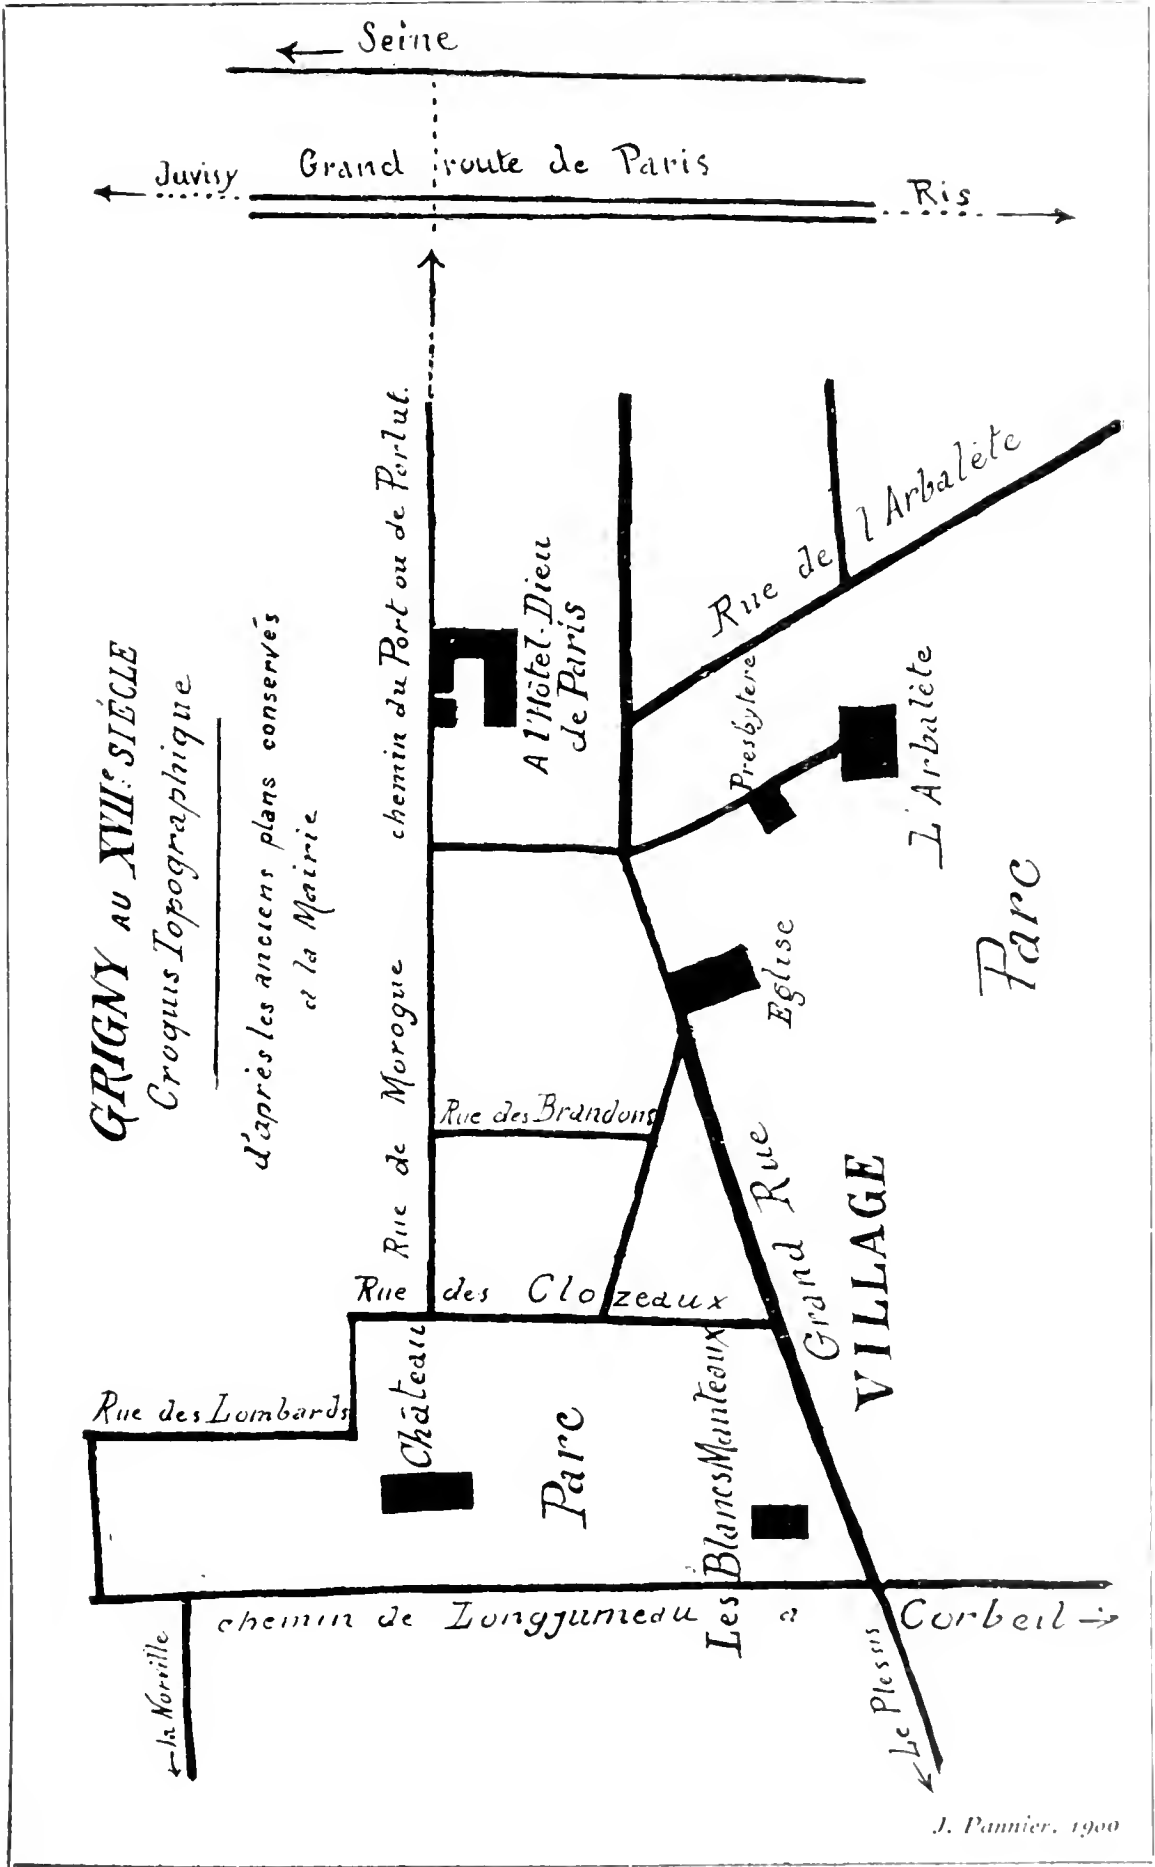 Seine
Juvisy
Grand route de Paris
Ris
GRIGNY AU XVIIe SIÈCLE
Croquis Topographique
d'après les anciens plans conservés
a la Mairie
chemin du Port ou de Porlut.
Rue de Morogue
A l'Hôtel-Dieu
de Paris
Rue de l'Arbalète
Presbytere
L'Arbalète
Parc
Eglise
Rue des Brandons
Grand Rue
VILLAGE
Rue des Clozeaux
Château
Parc
Les Blancs Manteaux
Rue des Lombards
chemin de Longjumeau a Corbeil
la Norville
Le Plessis
J. Pannier. 1900